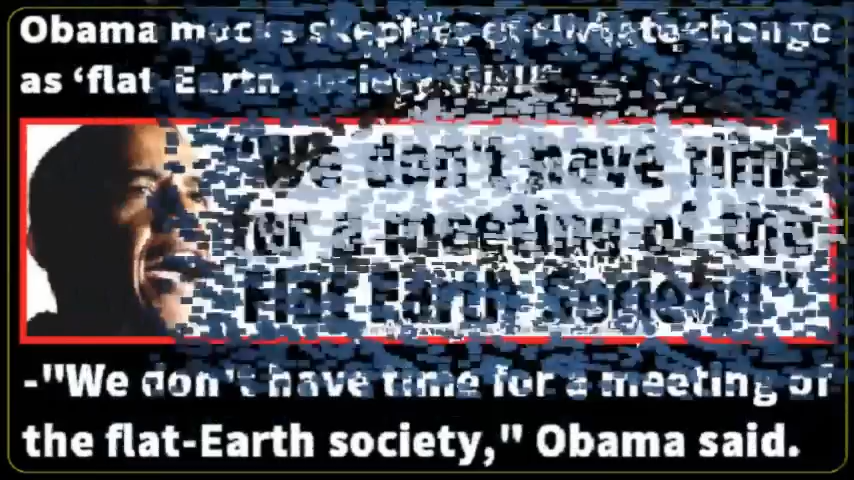 Obama mocks skeptics of climate change
as ‘flat-Earth society
"We don't have time
for a meeting of the
Flat Earth Society!"
-"We don't have time for a meeting of
the flat-Earth society," Obama said.